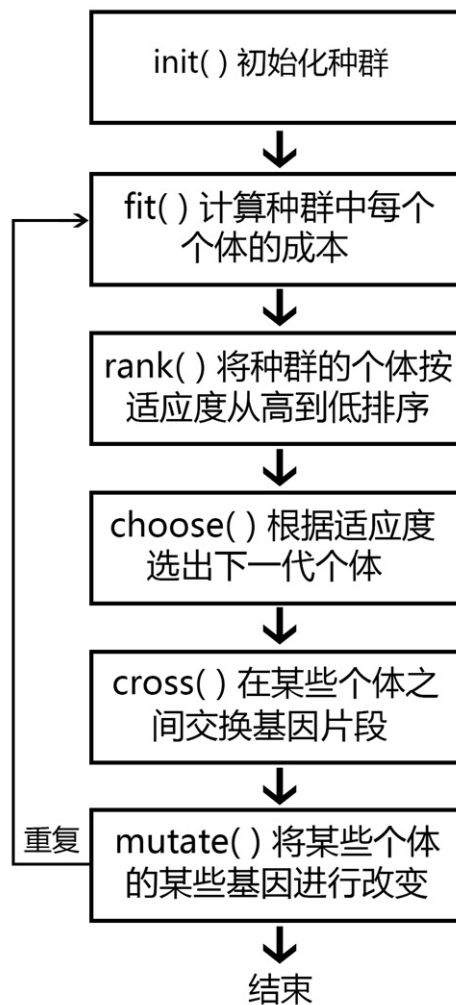 init( ) 初始化种群
fit( ) 计算种群中每个
个体的成本
rank( ) 将种群的个体按
适应度从高到低排序
choose( ) 根据适应度
选出下一代个体
cross( ) 在某些个体之
间交换基因片段
重复
mutate( ) 将某些个体
的某些基因进行改变
结束